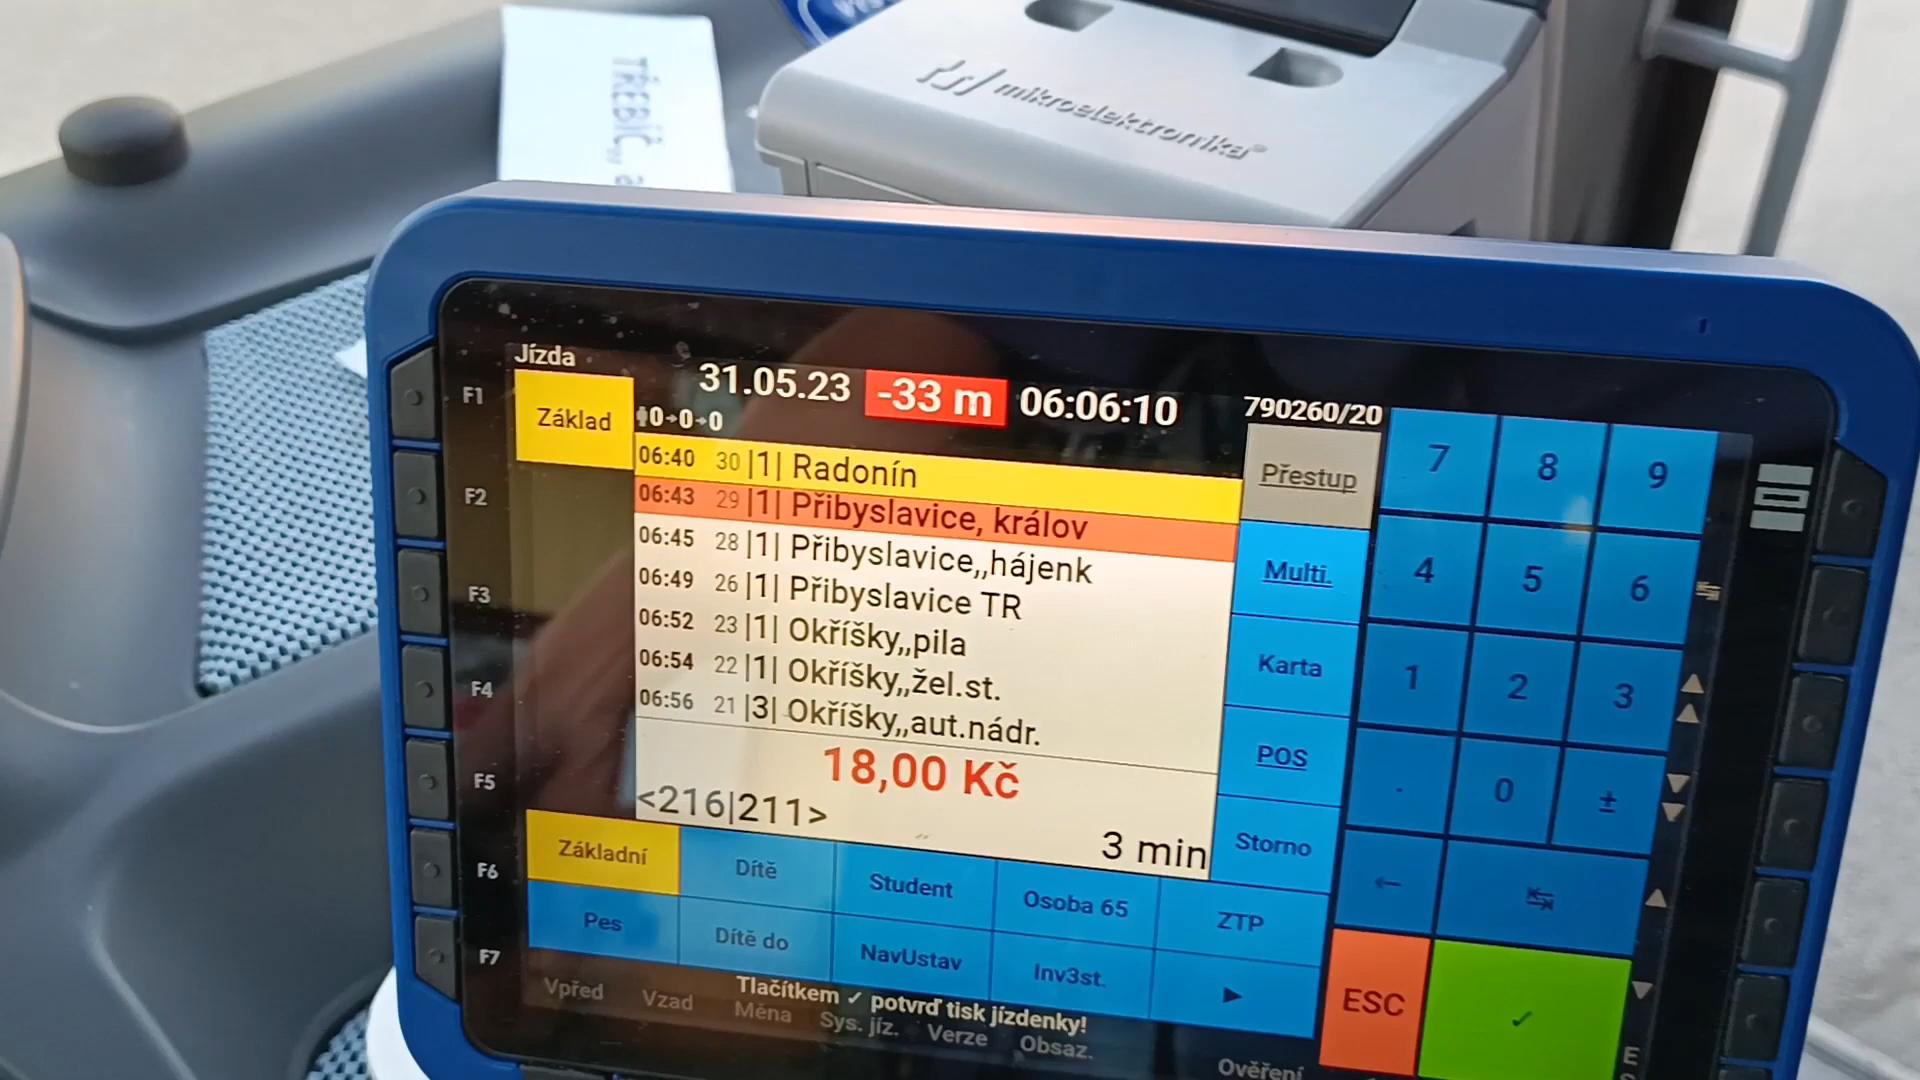 TŘEBÍČ,,
mikroelektronika®
Jízda
31.05.23 -33 m 06:06:10 790260/20
Základ
0→0→0
06:40 30 |1| Radonín
06:43 29 |1| Přibyslavice, králov
06:45 28 |1| Přibyslavice,,hájenk
06:49 26 |1| Přibyslavice TR
06:52 23 |1| Okříšky,,pila
06:54 22 |1| Okříšky,,žel.st.
06:56 21 |3| Okříšky,,aut.nádr.
18,00 Kč
<216|211>
3 min
Přestup
Multi.
Karta
POS
Storno
7 8 9
4 5 6
1 2 3
. 0 ±
←
ESC ✓
Základní Dítě Student Osoba 65 ZTP
Pes Dítě do NavUstav Inv3st. ►
Tlačítkem ✓ potvrď tisk jízdenky!
Vpřed Vzad Měna Sys. jíz. Verze Obsaz.
Ověření
F1
F2
F3
F4
F5
F6
F7